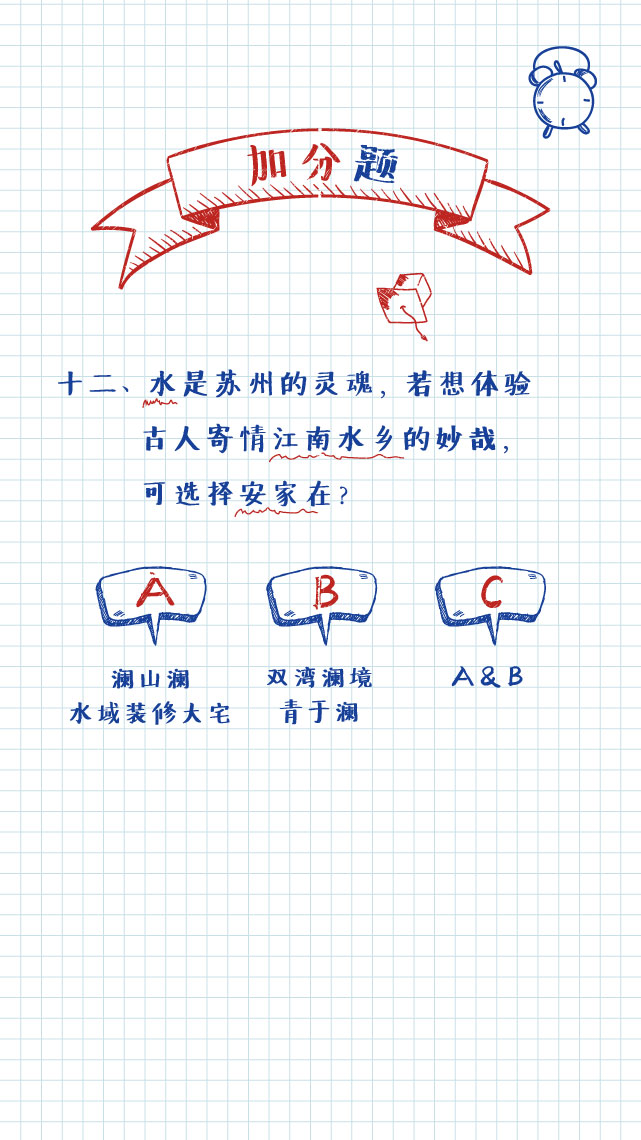 加分题
十二、水是苏州的灵魂，若想体验
古人寄情江南水乡的妙哉，
可选择安家在？
A
B
C
澜山澜
水域装修大宅
双湾澜境
青于澜
A&B